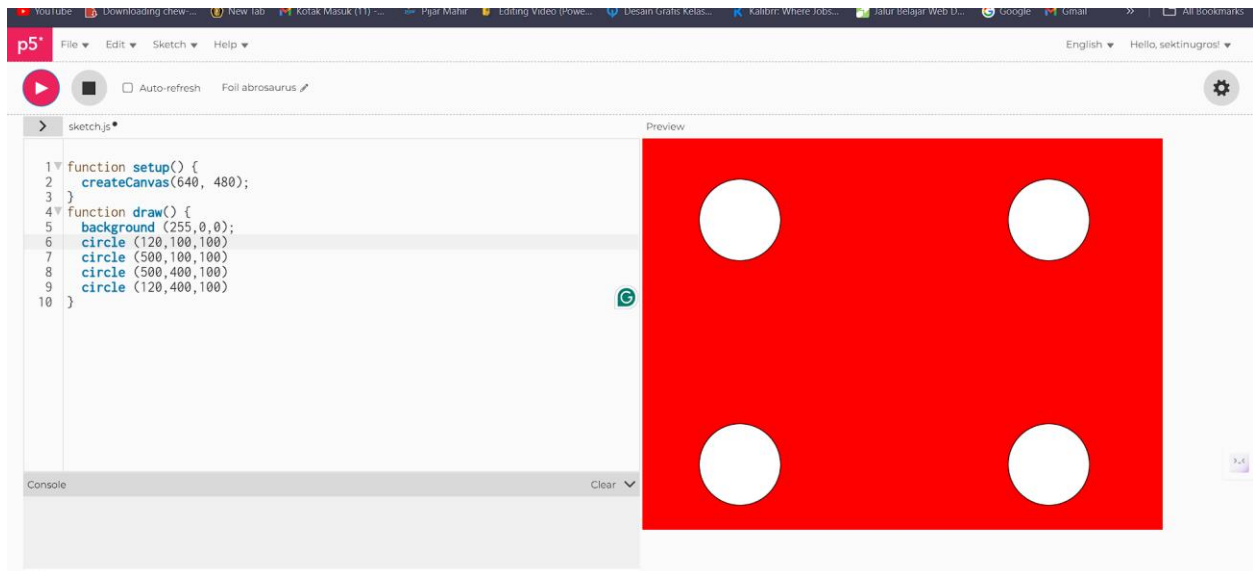 YouTube Downloading chew-... New Tab Kotak Masuk (11) -... Pijar Mahir Editing Video (Powe... Desain Grafis Kelas... Kalibrr: Where Jobs... Jalur Belajar Web D... Google Gmail » All Bookmarks
p5* File Edit Sketch Help English Hello, sektinugros!
Auto-refresh Foil abrosaurus
> sketch.js Preview
1 function setup() {
2 createCanvas(640, 480);
3 }
4 function draw() {
5 background (255,0,0);
6 circle (120,100,100)
7 circle (500,100,100)
8 circle (500,400,100)
9 circle (120,400,100)
10 }
Console Clear